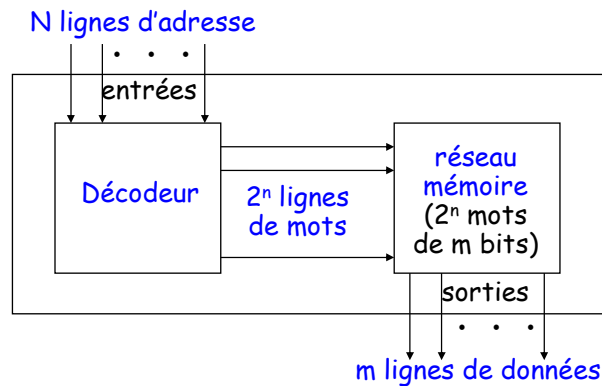 N lignes d'adresse
entrées
Décodeur
2ⁿ lignes
de mots
réseau
mémoire
(2ⁿ mots
de m bits)
sorties
m lignes de données